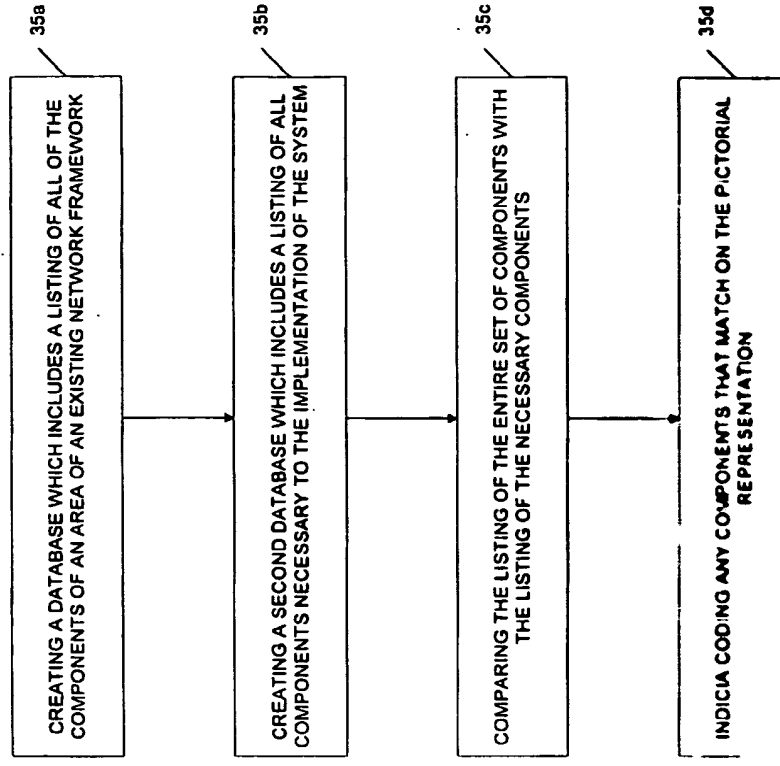 35a
CREATING A DATABASE WHICH INCLUDES A LISTING OF ALL OF THE
COMPONENTS OF AN AREA OF AN EXISTING NETWORK FRAMEWORK
35b
CREATING A SECOND DATABASE WHICH INCLUDES A LISTING OF ALL
COMPONENTS NECESSARY TO THE IMPLEMENTATION OF THE SYSTEM
35c
COMPARING THE LISTING OF THE ENTIRE SET OF COMPONENTS WITH
THE LISTING OF THE NECESSARY COMPONENTS
35d
INDICIA CODING ANY COMPONENTS THAT MATCH ON THE PICTORIAL
REPRESENTATION